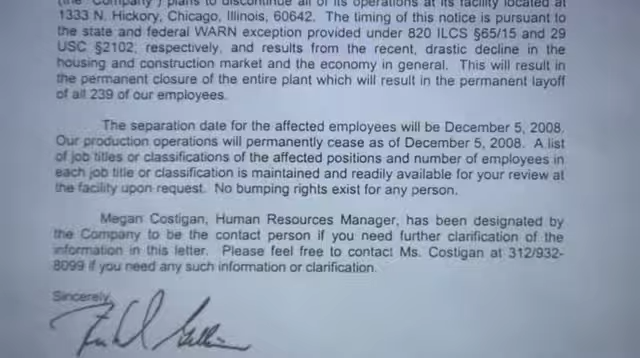 (the "Company") plans to discontinue all of its operations at its facility located at
1333 N. Hickory, Chicago, Illinois, 60642. The timing of this notice is pursuant to
the state and federal WARN exception provided under 820 ILCS §65/15 and 29
USC §2102, respectively, and results from the recent, drastic decline in the
housing and construction market and the economy in general. This will result in
the permanent closure of the entire plant which will result in the permanent layoff
of all 239 of our employees.
The separation date for the affected employees will be December 5, 2008.
Our production operations will permanently cease as of December 5, 2008. A list
of job titles or classifications of the affected positions and number of employees in
each job title or classification is maintained and readily available for your review at
the facility upon request. No bumping rights exist for any person.
Megan Costigan, Human Resources Manager, has been designated by
the Company to be the contact person if you need further clarification of the
information in this letter. Please feel free to contact Ms. Costigan at 312/932-
8099 if you need any such information or clarification.
Sincerely,